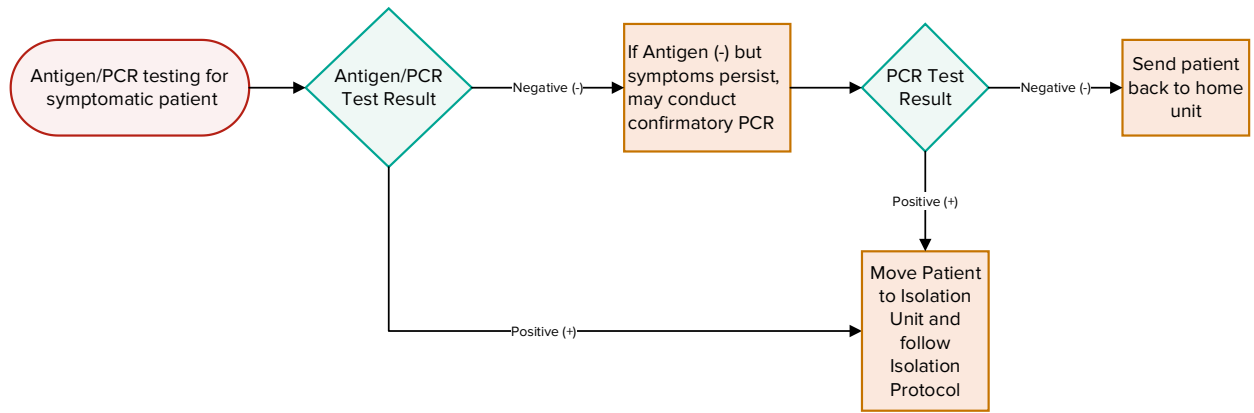 Antigen/PCR testing for
symptomatic patient
Antigen/PCR
Test Result
Negative (-)
If Antigen (-) but
symptoms persist,
may conduct
confirmatory PCR
PCR Test
Result
Negative (-)
Send patient
back to home
unit
Positive (+)
Positive (+)
Move Patient
to Isolation
Unit and
follow
Isolation
Protocol